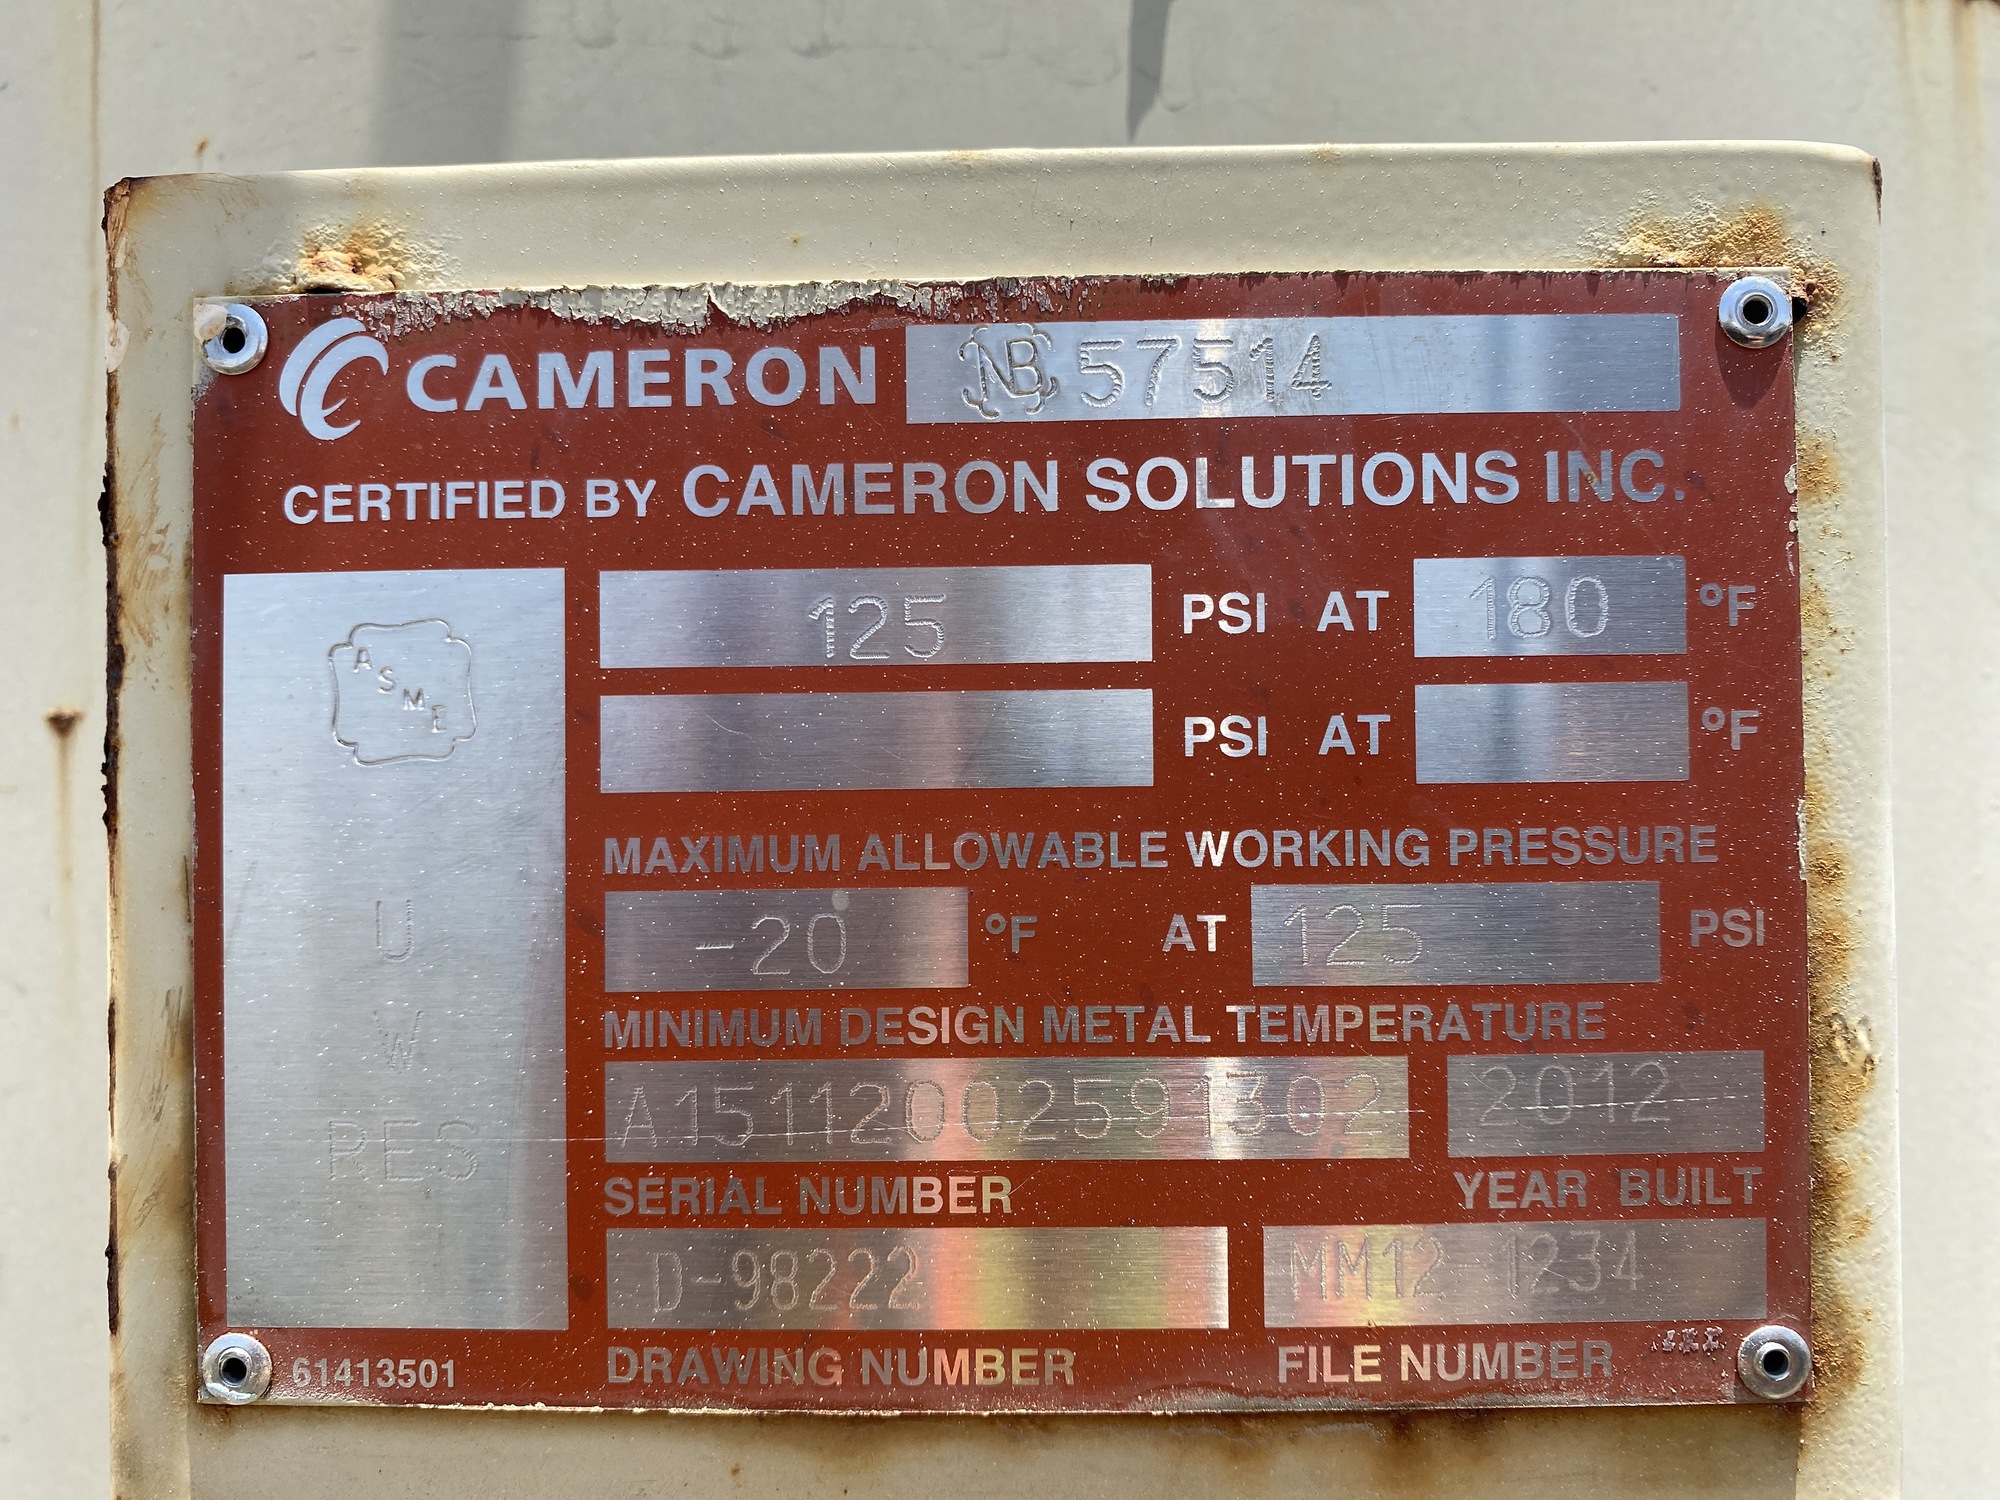 CAMERON NB 57514
CERTIFIED BY CAMERON SOLUTIONS INC.
ASME
U
W
RES
125 PSI AT 180 °F
PSI AT °F
MAXIMUM ALLOWABLE WORKING PRESSURE
-20 °F AT 125 PSI
MINIMUM DESIGN METAL TEMPERATURE
A15112002591302 2012
SERIAL NUMBER YEAR BUILT
D-98222 MM12-1234
DRAWING NUMBER FILE NUMBER
61413501